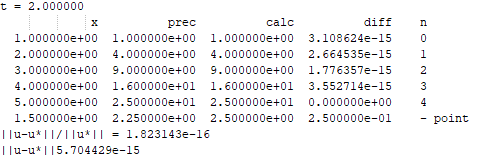 t = 2.000000
x prec calc diff n
1.000000e+00 1.000000e+00 1.000000e+00 3.108624e-15 0
2.000000e+00 4.000000e+00 4.000000e+00 2.664535e-15 1
3.000000e+00 9.000000e+00 9.000000e+00 1.776357e-15 2
4.000000e+00 1.600000e+01 1.600000e+01 3.552714e-15 3
5.000000e+00 2.500000e+01 2.500000e+01 0.000000e+00 4
1.500000e+00 2.250000e+00 2.500000e+00 2.500000e-01 - point
||u-u*||/||u*|| = 1.823143e-16
||u-u*||5.704429e-15